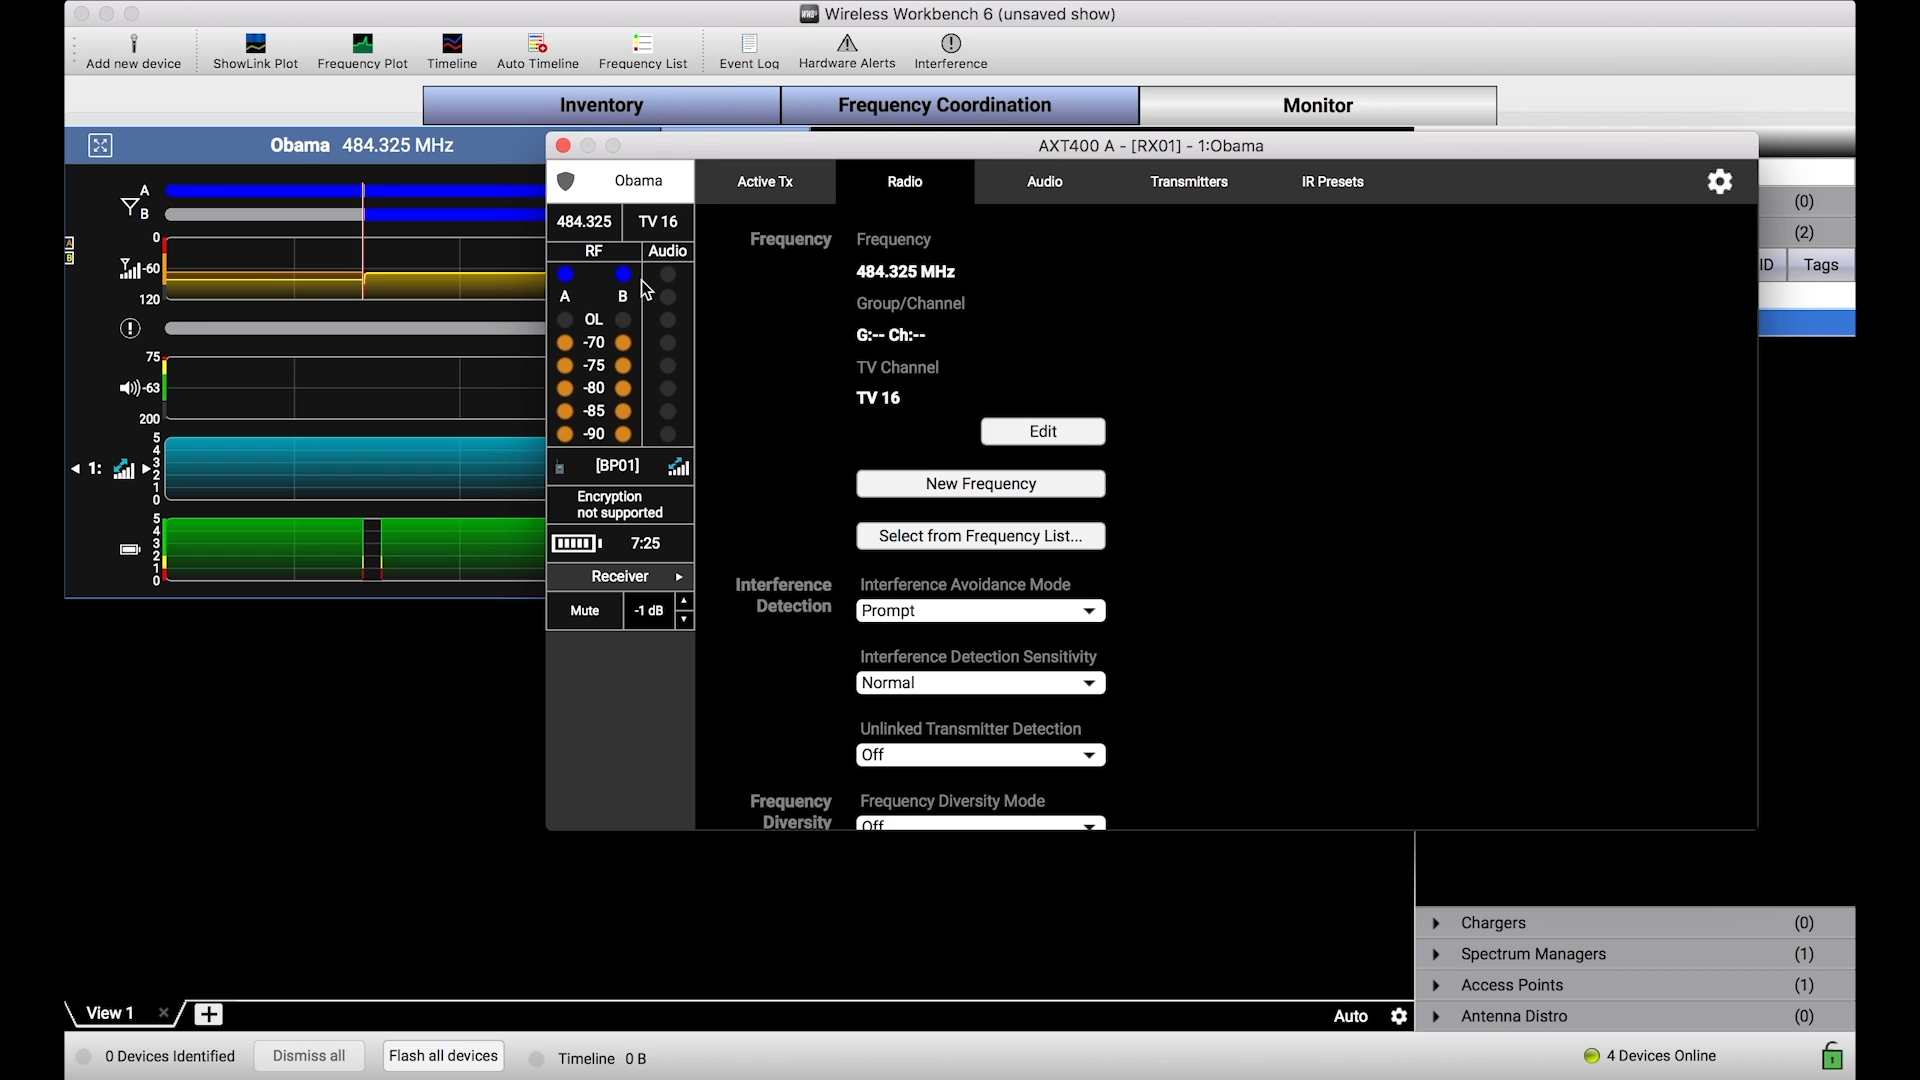 Wireless Workbench 6 (unsaved show)
Add new device
ShowLink Plot
Frequency Plot
Timeline
Auto Timeline
Frequency List
Event Log
Hardware Alerts
Interference
Inventory
Frequency Coordination
Monitor
Obama 484.325 MHz
A
B
A
B
0
-60
120
75
-63
200
1:
5
4
3
2
1
0
5
4
3
2
1
0
AXT400 A - [RX01] - 1:Obama
Obama
484.325
TV 16
RF
Audio
A
B
OL
-70
-75
-80
-85
-90
[BP01]
Encryption
not supported
7:25
Receiver
Mute
-1 dB
Active Tx
Radio
Audio
Transmitters
IR Presets
Frequency
Frequency
484.325 MHz
Group/Channel
G:-- Ch:--
TV Channel
TV 16
Edit
New Frequency
Select from Frequency List...
Interference
Detection
Interference Avoidance Mode
Prompt
Interference Detection Sensitivity
Normal
Unlinked Transmitter Detection
Off
Frequency
Diversity
Frequency Diversity Mode
Off
(0)
(2)
ID
Tags
Chargers (0)
Spectrum Managers (1)
Access Points (1)
Antenna Distro (0)
View 1
Auto
0 Devices Identified
Dismiss all
Flash all devices
Timeline 0 B
4 Devices Online